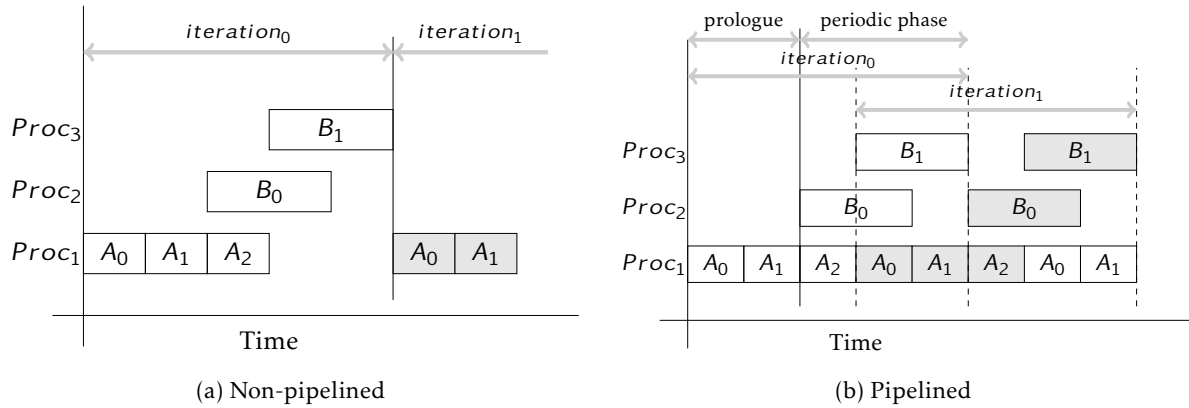 iteration₀ iteration₁
Proc₃ B₁
Proc₂ B₀
Proc₁ A₀ A₁ A₂ A₀ A₁
Time
(a) Non-pipelined
prologue periodic phase
iteration₀
iteration₁
Proc₃ B₁ B₁
Proc₂ B₀ B₀
Proc₁ A₀ A₁ A₂ A₀ A₁ A₂ A₀ A₁
Time
(b) Pipelined